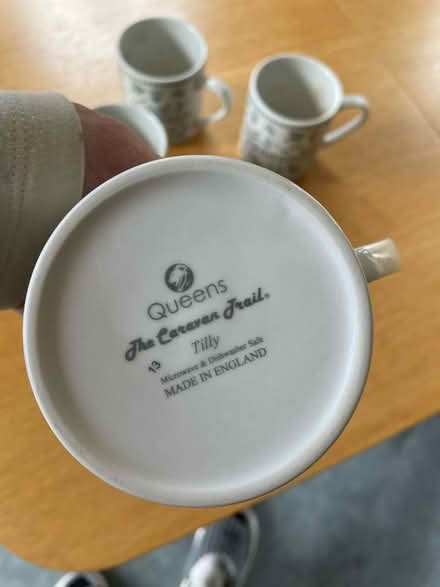 Queens
The Caravan Trail®
Tilly
13
Microwave & Dishwasher Safe
MADE IN ENGLAND